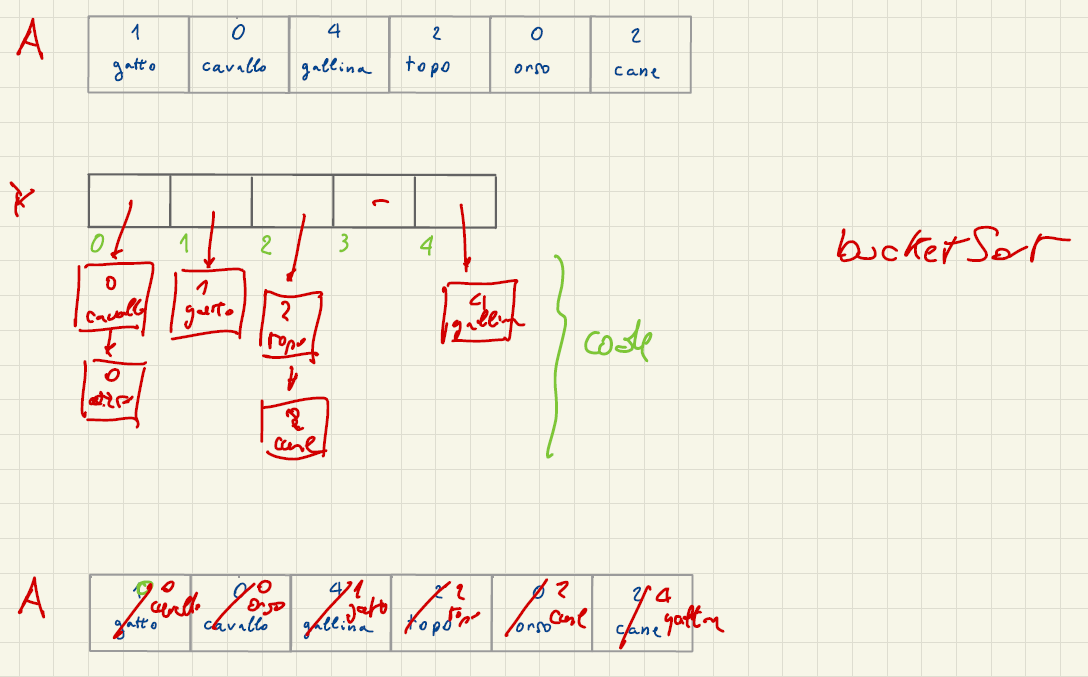 A
1 0 4 2 0 2
gatto cavallo gallina topo orso cane
X
-
0 1 2 3 4
bucketSort
0 1 2 4
cavallo gatto topo gallina
code
0
orso
2
cane
A
1 0 0 0 4 1 2 2 0 2 2 4
cavallo orso gatto topo cane gallina
gatto cavallo gallina topo orso cane